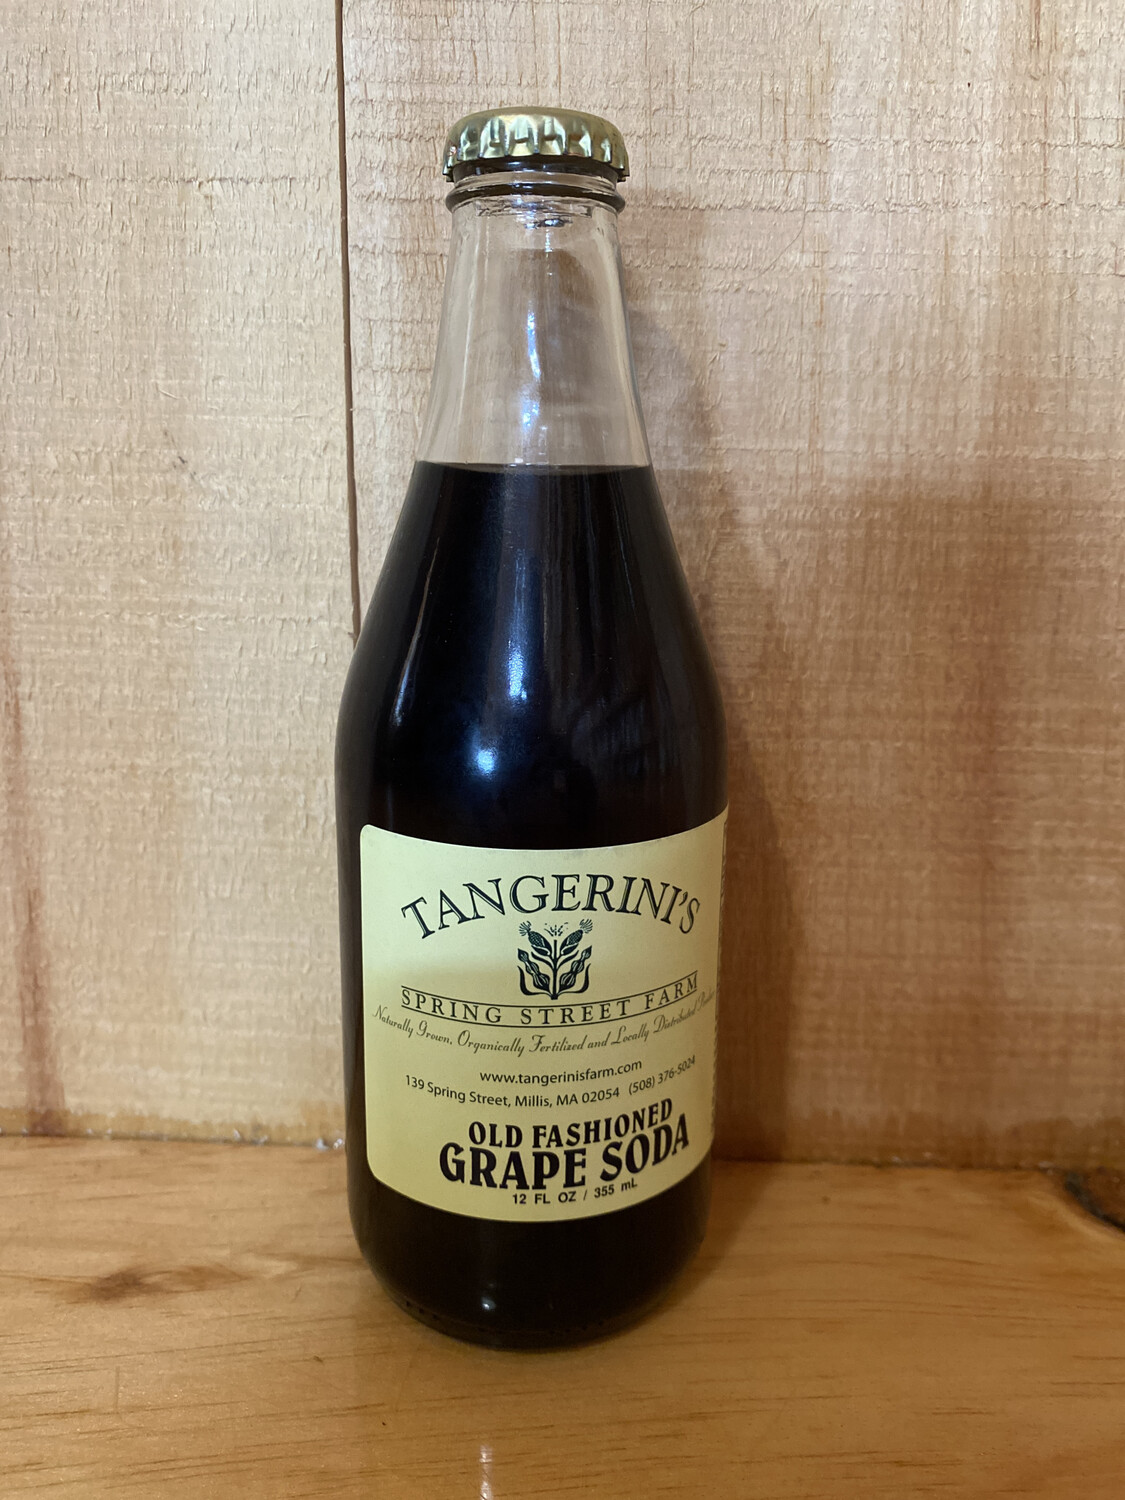 TANGERINI'S
SPRING STREET FARM
Naturally Grown, Organically Fertilized and Locally Distributed
www.tangerinisfarm.com
139 Spring Street, Millis, MA 02054 (508) 376-5024
OLD FASHIONED
GRAPE SODA
12 FL OZ / 355 mL